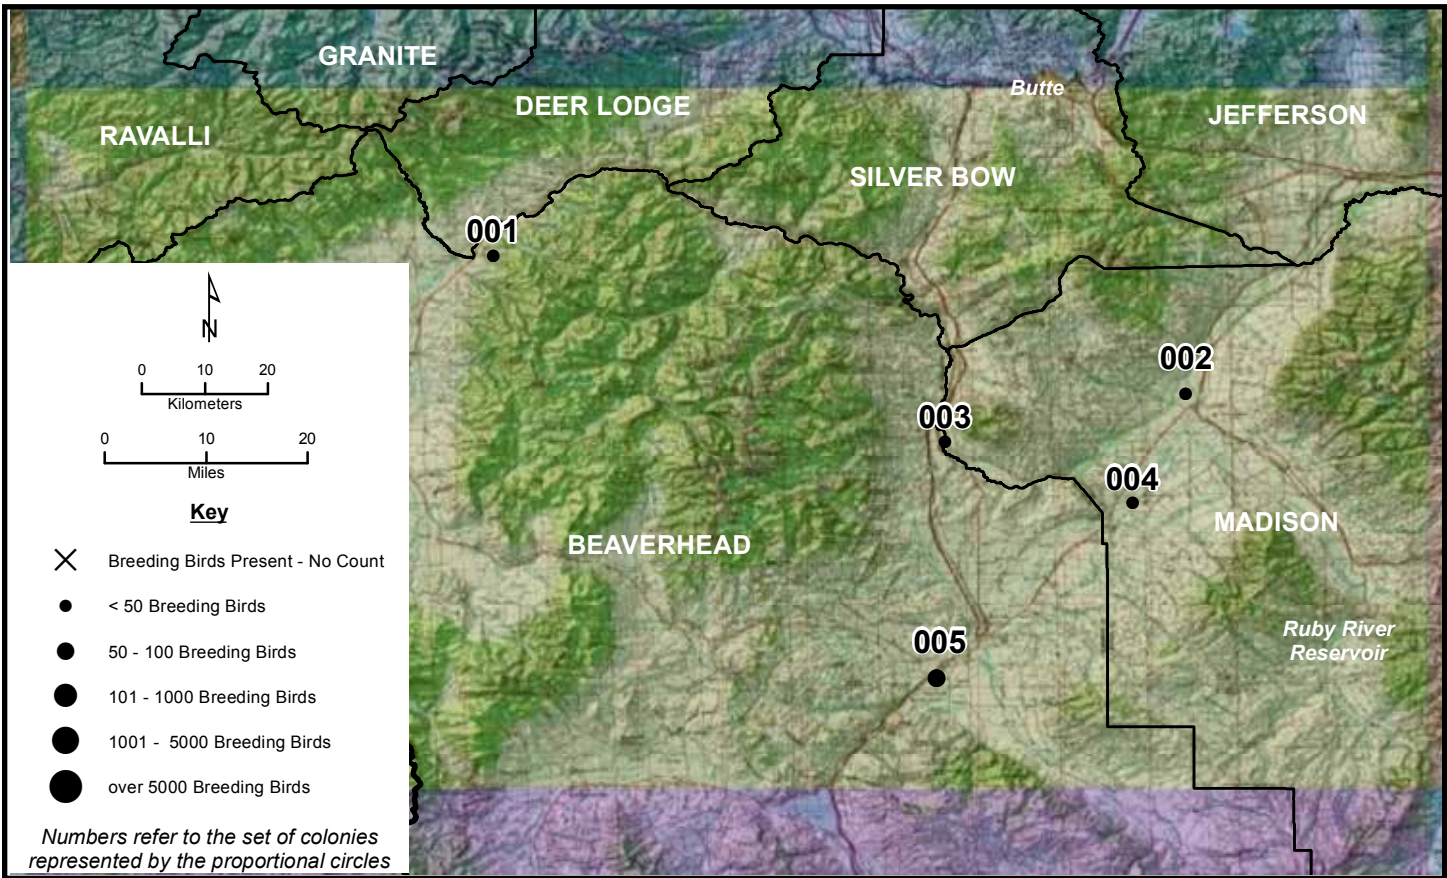 GRANITE
Butte
DEER LODGE
JEFFERSON
RAVALLI
SILVER BOW
001
002
003
004
MADISON
BEAVERHEAD
005
Ruby River
Reservoir
N
0 10 20
Kilometers
0 10 20
Miles
Key
Breeding Birds Present - No Count
< 50 Breeding Birds
50 - 100 Breeding Birds
101 - 1000 Breeding Birds
1001 - 5000 Breeding Birds
over 5000 Breeding Birds
Numbers refer to the set of colonies
represented by the proportional circles